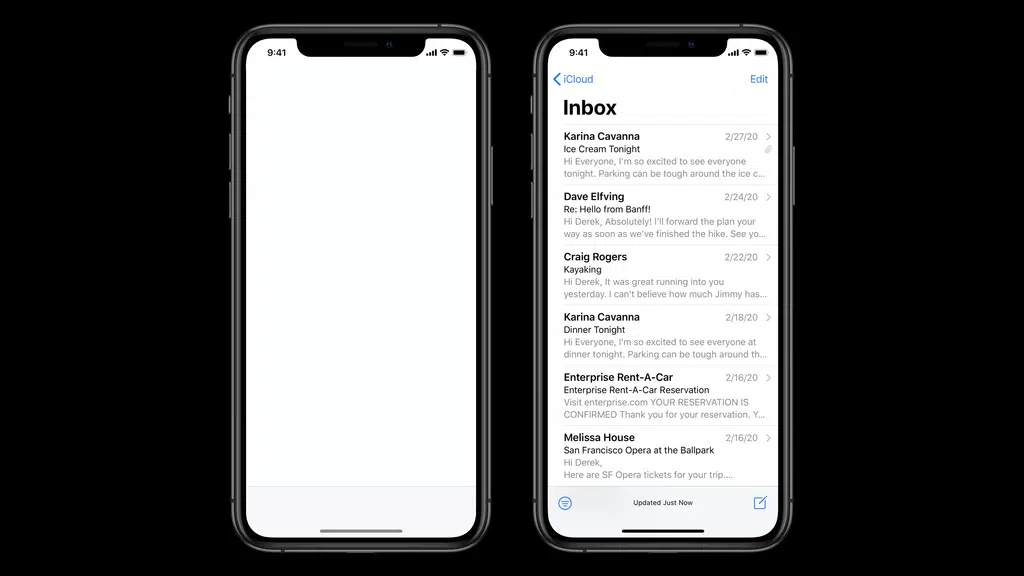 9:41
9:41
iCloud
Edit
Inbox
Karina Cavanna 2/27/20
Ice Cream Tonight
Hi Everyone, I'm so excited to see everyone
tonight. Parking can be tough around the ice c...
Dave Elfving 2/24/20
Re: Hello from Banff!
Hi Derek, Absolutely! I'll forward the plan your
way as soon as we've finished the hike. See yo...
Craig Rogers 2/22/20
Kayaking
Hi Derek, It was great running into you
yesterday. I can't believe how much Jimmy has...
Karina Cavanna 2/18/20
Dinner Tonight
Hi Everyone, I'm so excited to see everyone at
dinner tonight. Parking can be tough around th...
Enterprise Rent-A-Car 2/16/20
Enterprise Rent-A-Car Reservation
Visit enterprise.com YOUR RESERVATION IS
CONFIRMED Thank you for your reservation. Y...
Melissa House 2/16/20
San Francisco Opera at the Ballpark
Hi Derek,
Here are SF Opera tickets for your trip....
Updated Just Now